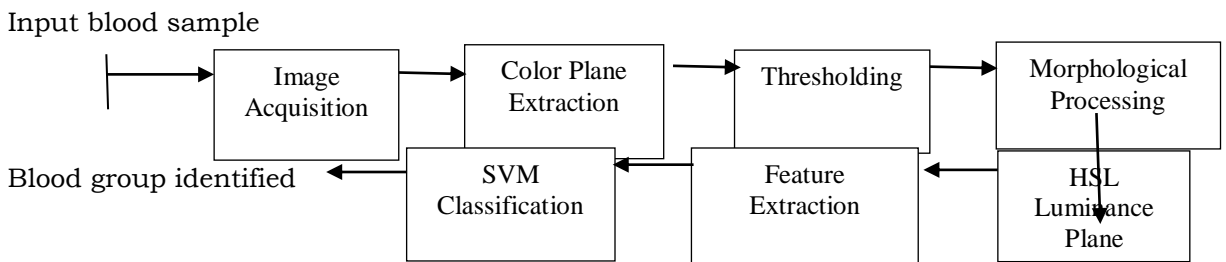 Input blood sample
Image
Acquisition
Color Plane
Extraction
Thresholding
Morphological
Processing
HSL
Luminance
Plane
Feature
Extraction
SVM
Classification
Blood group identified